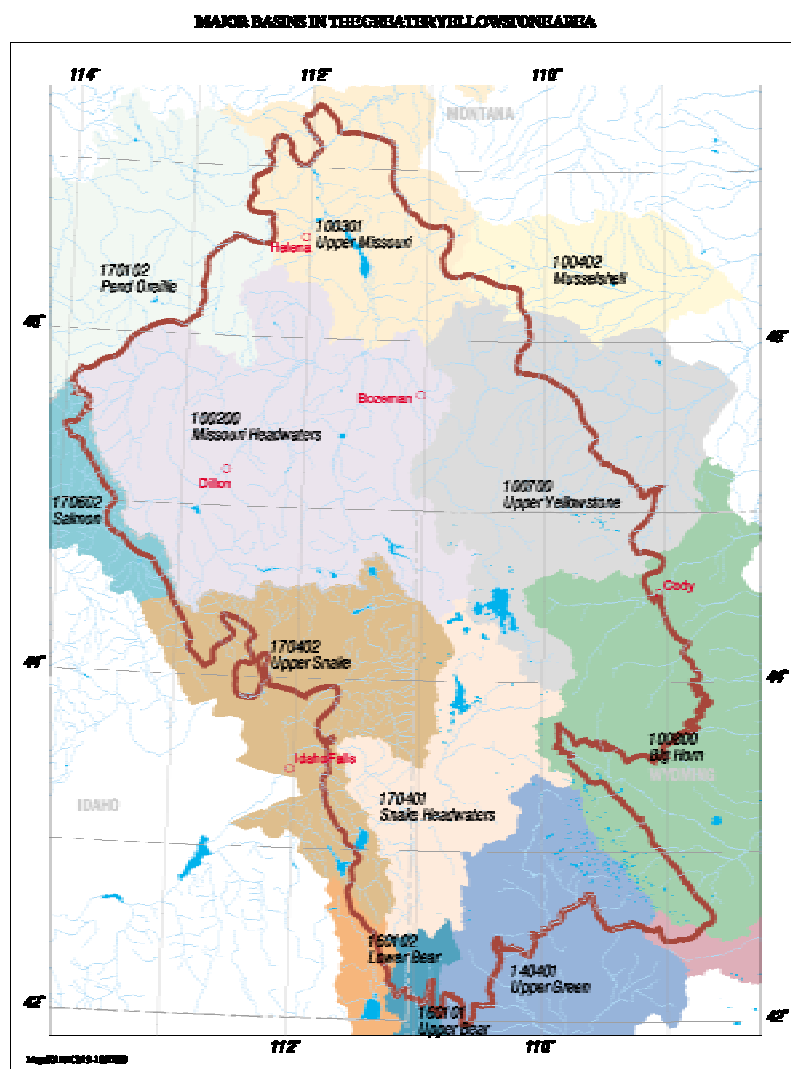 MAJOR BASINS IN THE GREATER YELLOWSTONE AREA
114°
112°
110°
MONTANA
100301
Upper Missouri
Helena
100402
Musselshell
170102
Pend Oreille
46°
46°
Bozeman
100200
Missouri Headwaters
Dillon
100700
Upper Yellowstone
170602
Salmon
Cody
170402
Upper Snake
44°
44°
Idaho Falls
100800
Big Horn
WYOMING
IDAHO
170401
Snake Headwaters
160102
Lower Bear
140401
Upper Green
42°
160101
Upper Bear
42°
112°
110°